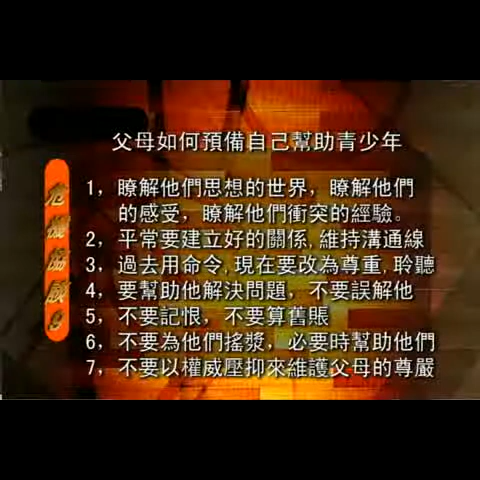 父母如何預備自己幫助青少年
危機協談9
1，瞭解他們思想的世界，瞭解他們
的感受，瞭解他們衝突的經驗。
2，平常要建立好的關係,維持溝通線
3，過去用命令,現在要改為尊重,聆聽
4，要幫助他解決問題，不要誤解他
5，不要記恨，不要算舊賬
6，不要為他們搖漿，必要時幫助他們
7，不要以權威壓抑來維護父母的尊嚴